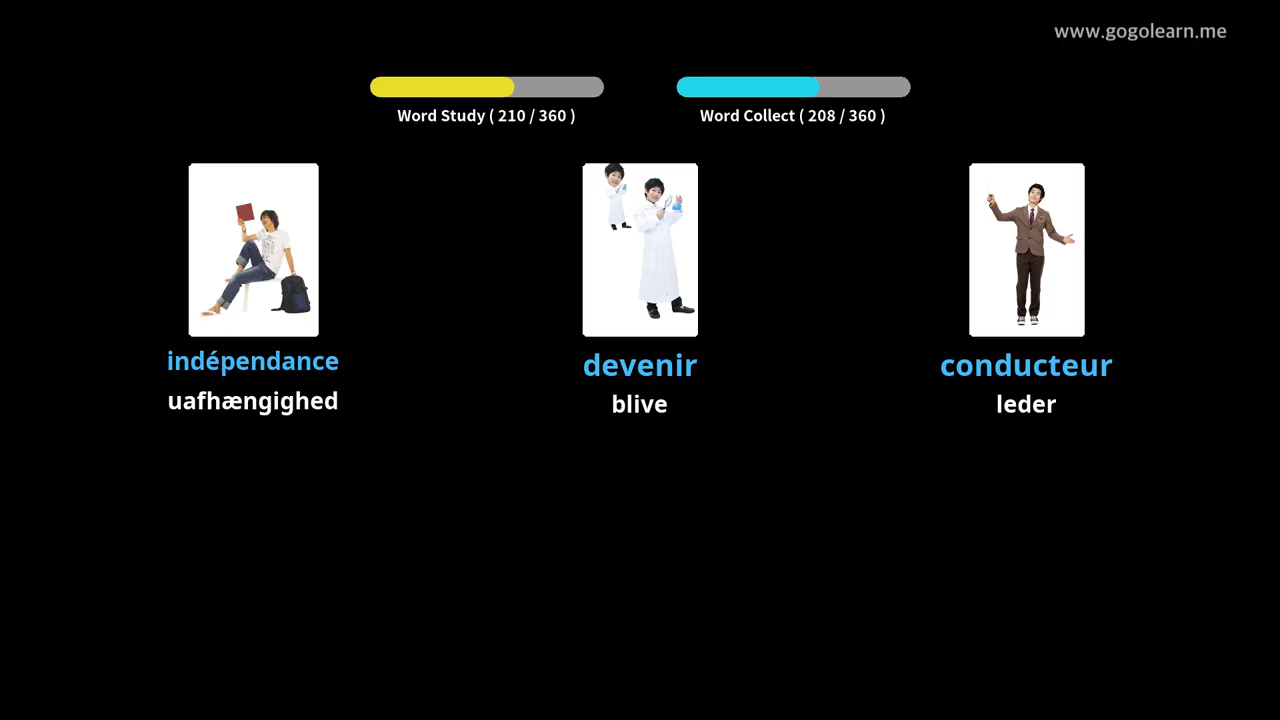 www.gogolearn.me
Word Study ( 210 / 360 )
Word Collect ( 208 / 360 )
indépendance
uafhængighed
devenir
blive
conducteur
leder